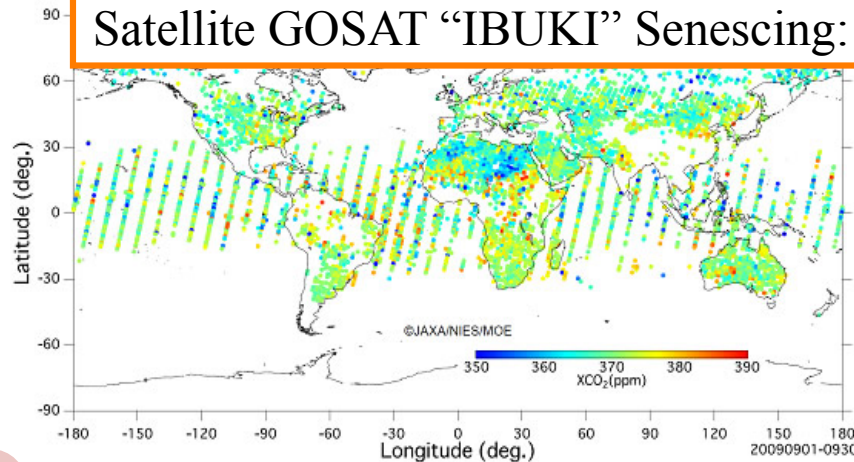 Satellite GOSAT “IBUKI” Senescing:
90
60
30
0
-30
-60
-90
Latitude (deg.)
©JAXA/NIES/MOE
350 360 370 380 390
XCO₂(ppm)
-180 -150 -120 -90 -60 -30 0 30 60 90 120 150 180
Longitude (deg.)
20090901-0930